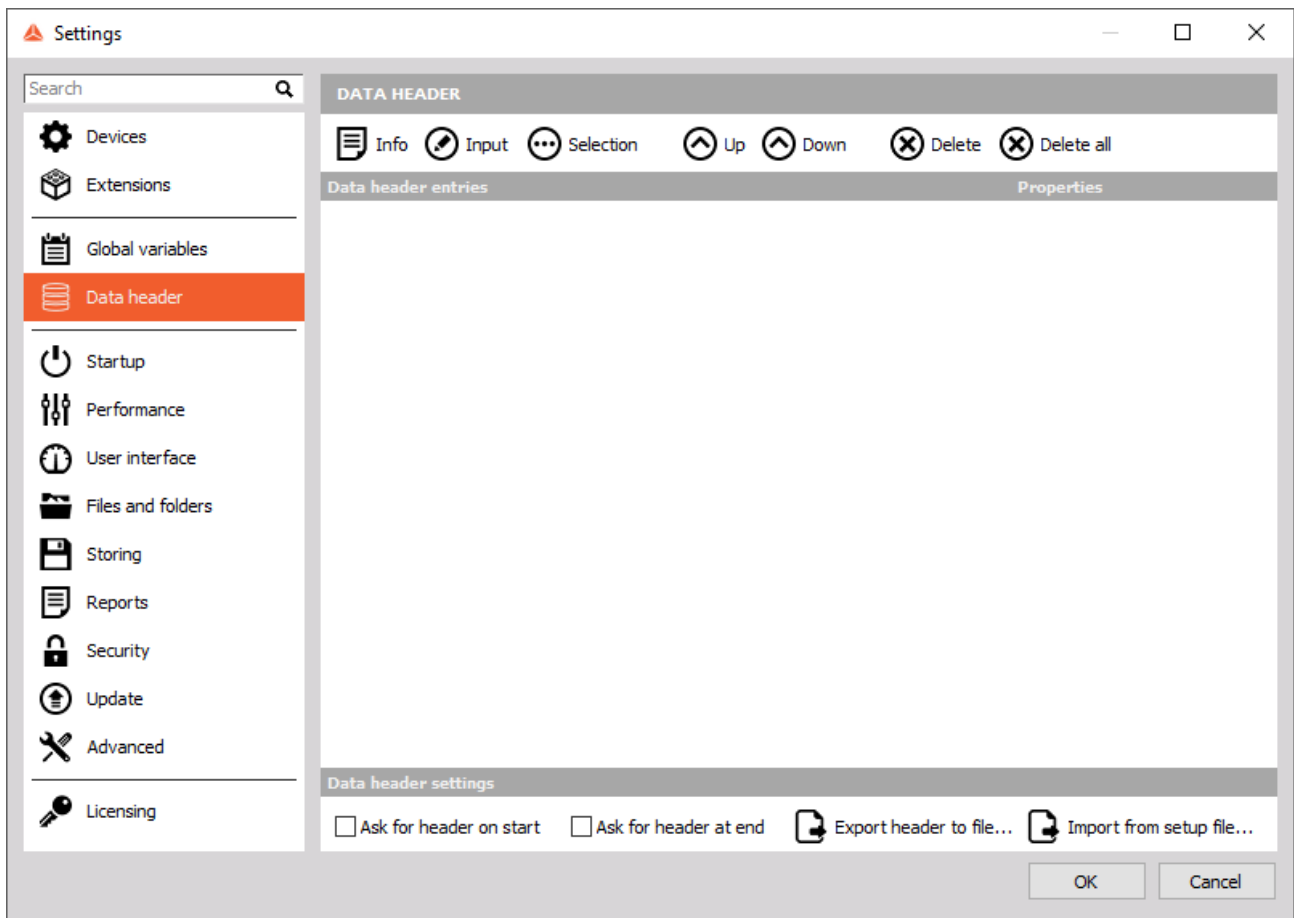 Settings
Search
DATA HEADER
Devices
Info Input Selection Up Down Delete Delete all
Extensions
Data header entries Properties
Global variables
Data header
Startup
Performance
User interface
Files and folders
Storing
Reports
Security
Update
Advanced
Licensing
Data header settings
Ask for header on start Ask for header at end Export header to file... Import from setup file...
OK Cancel